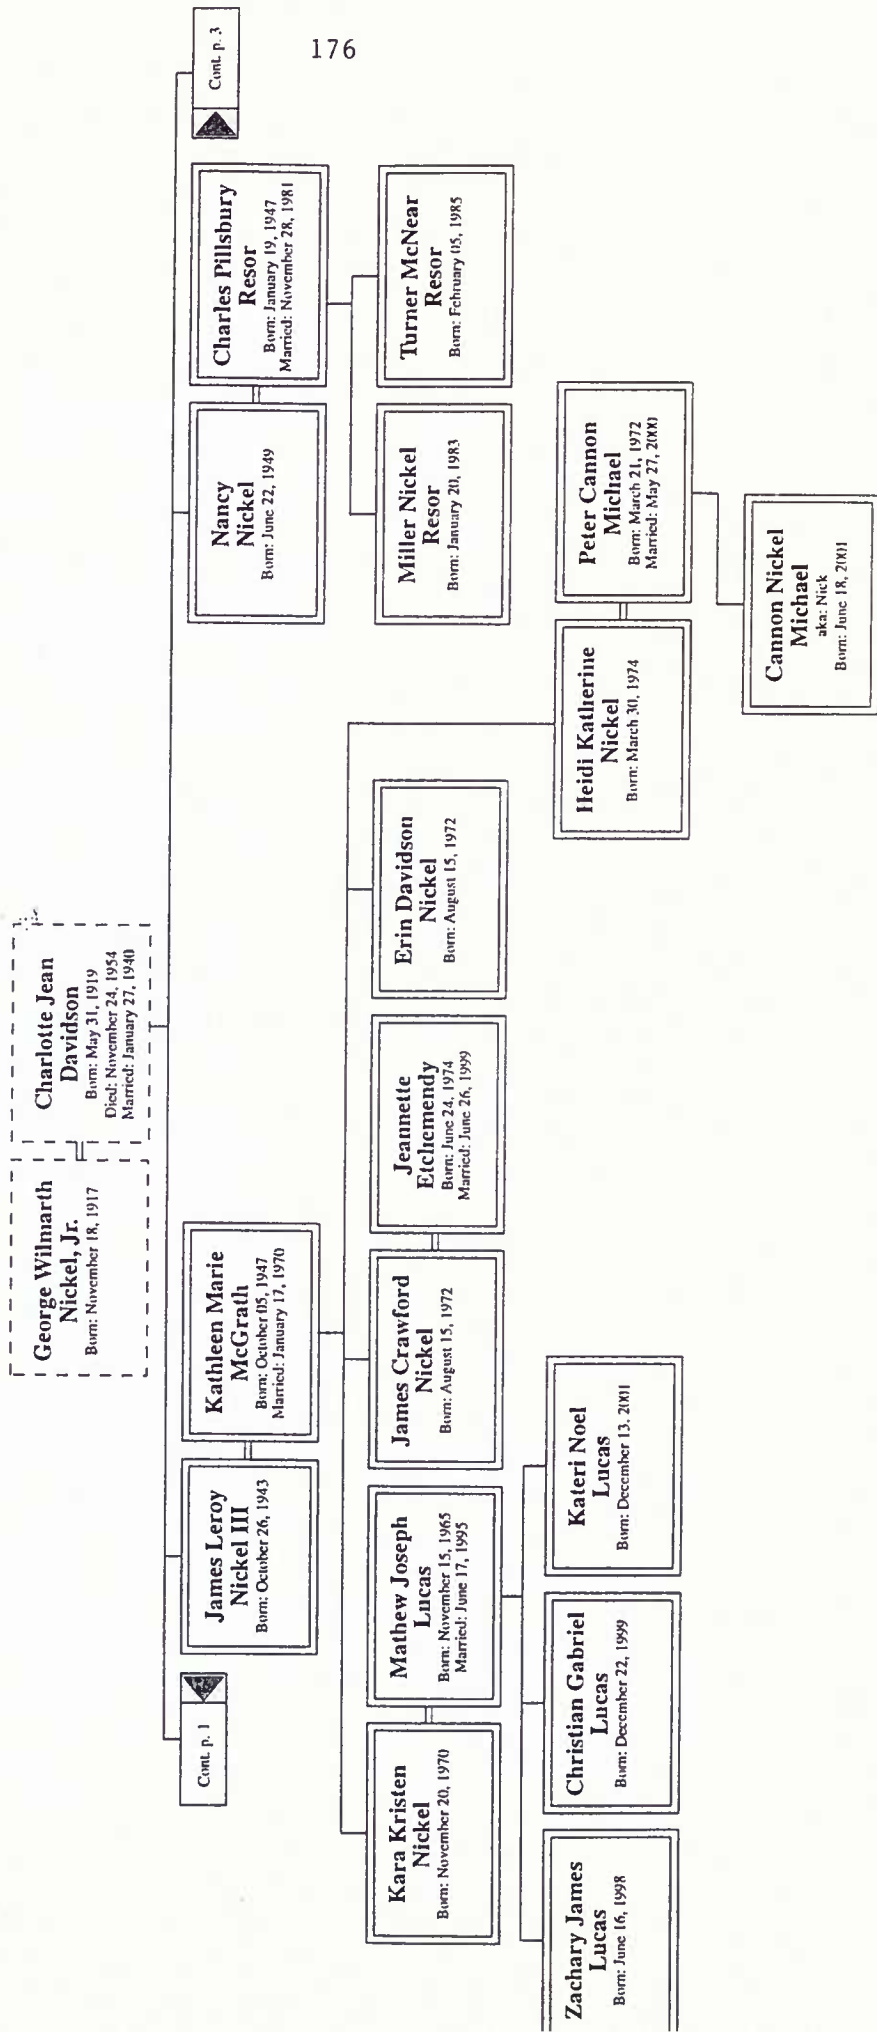 176
George Wilmarth
Nickel, Jr.
Born: November 18, 1917
Charlotte Jean
Davidson
Born: May 31, 1919
Died: November 24, 1954
Married: January 27, 1940
Cont. p. 1
James Leroy
Nickel III
Born: October 26, 1943
Kathleen Marie
McGrath
Born: October 05, 1947
Married: January 17, 1970
Nancy
Nickel
Born: June 22, 1949
Charles Pillsbury
Resor
Born: January 19, 1947
Married: November 28, 1981
Cont. p. 3
Kara Kristen
Nickel
Born: November 20, 1970
Mathew Joseph
Lucas
Born: November 15, 1965
Married: June 17, 1995
James Crawford
Nickel
Born: August 15, 1972
Jeannette
Etchemendy
Born: June 24, 1974
Married: June 26, 1999
Erin Davidson
Nickel
Born: August 15, 1972
Miller Nickel
Resor
Born: January 20, 1983
Turner McNear
Resor
Born: February 05, 1985
Zachary James
Lucas
Born: June 16, 1998
Christian Gabriel
Lucas
Born: December 22, 1999
Kateri Noel
Lucas
Born: December 13, 2001
Heidi Katherine
Nickel
Born: March 30, 1974
Peter Cannon
Michael
Born: March 21, 1972
Married: May 27, 2000
Cannon Nickel
Michael
aka: Nick
Born: June 18, 2001